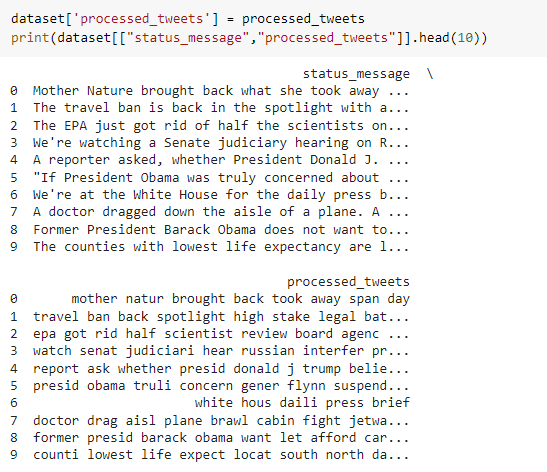 dataset['processed_tweets'] = processed_tweets
print(dataset[["status_message","processed_tweets"]].head(10))
status_message \
0 Mother Nature brought back what she took away ...
1 The travel ban is back in the spotlight with a...
2 The EPA just got rid of half the scientists on...
3 We're watching a Senate judiciary hearing on R...
4 A reporter asked, whether President Donald J. ...
5 "If President Obama was truly concerned about ...
6 We're at the White House for the daily press b...
7 A doctor dragged down the aisle of a plane. A ...
8 Former President Barack Obama does not want to...
9 The counties with lowest life expectancy are l...
processed_tweets
0 mother natur brought back took away span day
1 travel ban back spotlight high stake legal bat...
2 epa got rid half scientist review board agenc ...
3 watch senat judiciari hear russian interfer pr...
4 report ask whether presid donald j trump belie...
5 presid obama truli concern gener flynn suspend...
6 white hous daili press brief
7 doctor drag aisl plane brawl cabin fight jetwa...
8 former presid barack obama want let afford car...
9 counti lowest life expect locat south north da...